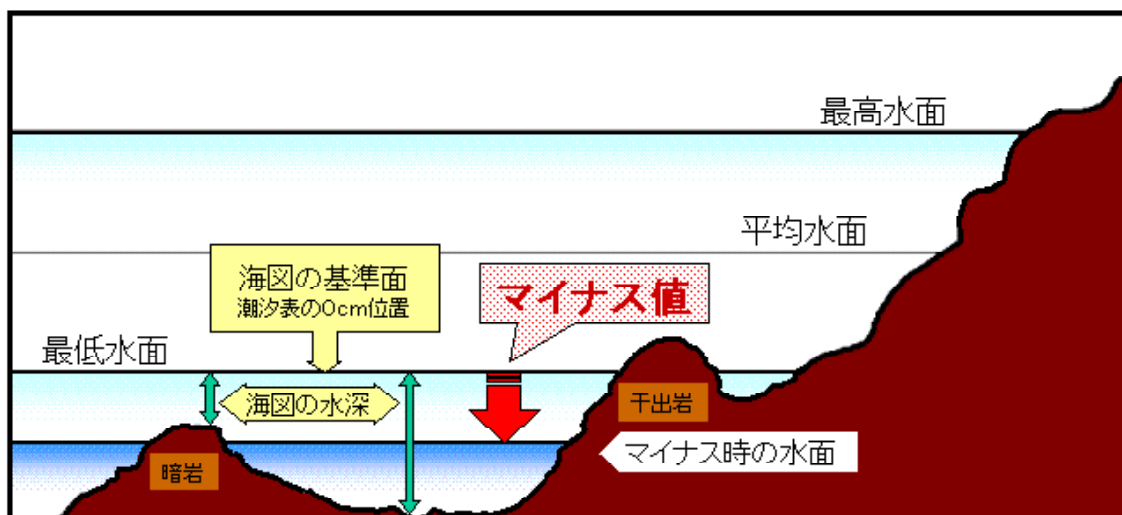 最高水面
平均水面
海図の基準面
潮汐表の0cm位置
マイナス値
最低水面
海図の水深
干出岩
マイナス時の水面
暗岩